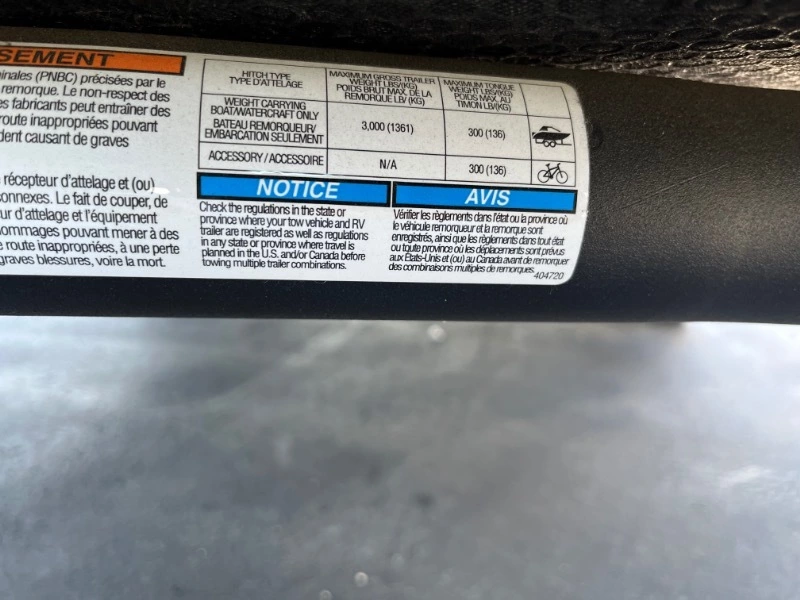 SEMENT
inales (PNBC) précisées par le
remorque. Le non-respect des
es fabricants peut entraîner des
route inappropriées pouvant
dent causant de graves
récepteur d'attelage et (ou)
onnexes. Le fait de couper, de
ur d'attelage et l'équipement
ommages pouvant mener à des
e route inappropriées, à une perte
graves blessures, voire la mort.
HITCH TYPE
TYPE D'ATTELAGE
MAXIMUM GROSS TRAILER
WEIGHT LBS/(KG)
POIDS BRUT MAX. DE LA
REMORQUE LB/ (KG)
MAXIMUM TONGUE
WEIGHT LBS/(KG)
POIDS MAX. AU
TIMON LB/(KG)
WEIGHT CARRYING
BOAT/WATERCRAFT ONLY
BATEAU REMORQUEUR/
EMBARCATION SEULEMENT
3,000 (1361)
300 (136)
ACCESSORY / ACCESSOIRE
N/A
300 (136)
NOTICE
Check the regulations in the state or
province where your tow vehicle and RV
trailer are registered as well as regulations
in any state or province where travel is
planned in the U.S. and/or Canada before
towing multiple trailer combinations.
AVIS
Vérifier les règlements dans l'état ou la province où
le véhicule remorqueur et la remorque sont
enregistrés, ainsi que les règlements dans tout état
ou toute province où les déplacements sont prévus
aux États-Unis et (ou) au Canada avant de remorquer
des combinaisons multiples de remorques.
404720